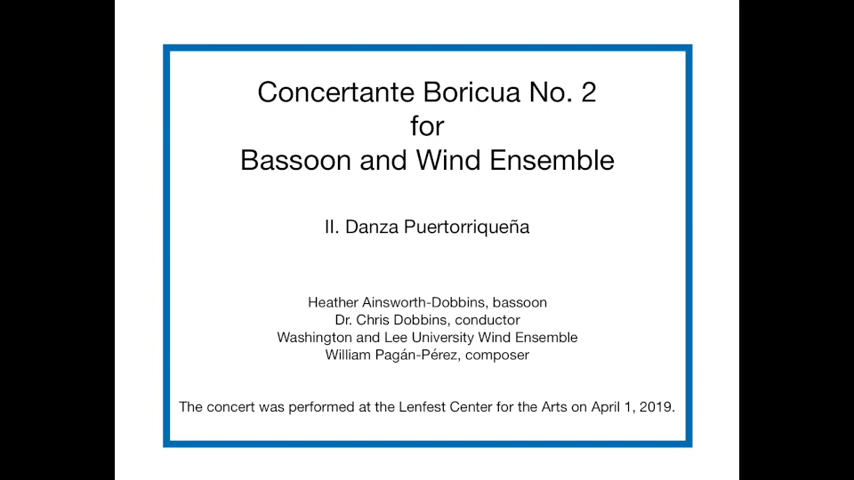 Concertante Boricua No. 2
for
Bassoon and Wind Ensemble
II. Danza Puertorriqueña
Heather Ainsworth-Dobbins, bassoon
Dr. Chris Dobbins, conductor
Washington and Lee University Wind Ensemble
William Pagán-Pérez, composer
The concert was performed at the Lenfest Center for the Arts on April 1, 2019.